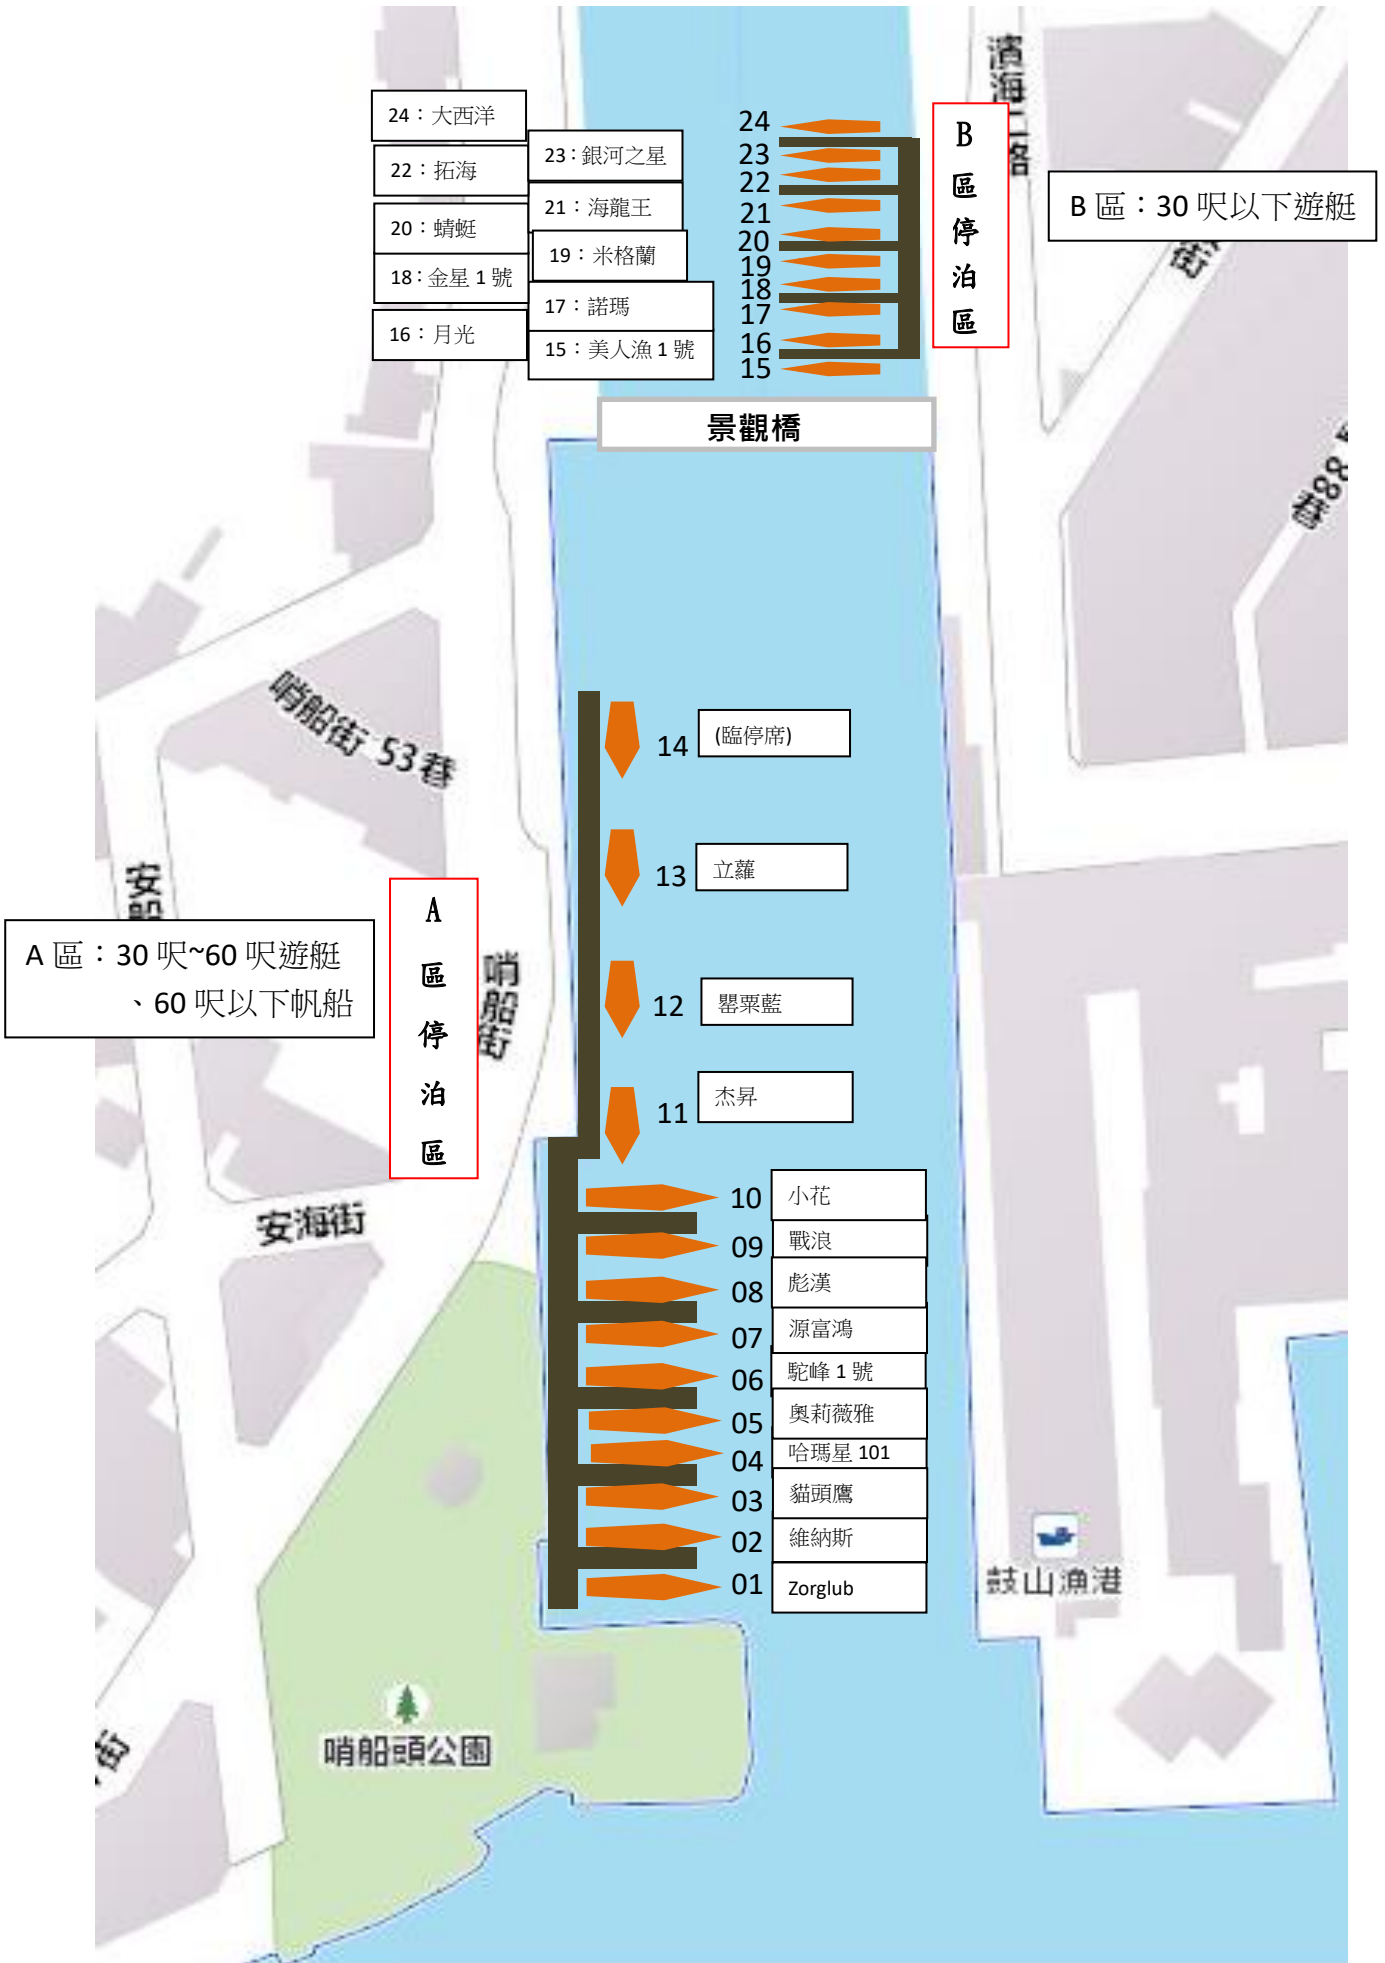 24：大西洋
23：銀河之星
22：拓海
21：海龍王
20：蜻蜓
19：米格蘭
18：金星 1 號
17：諾瑪
16：月光
15：美人漁 1 號
24
23
22
21
20
19
18
17
16
15
B
區
停
泊
區
B 區：30 呎以下遊艇
街
景觀橋
巷
哨船街 53 巷
14
(臨停席)
13
立蘿
12
罌粟藍
11
杰昇
A 區：30 呎~60 呎遊艇
、60 呎以下帆船
A
區
停
泊
區
安船
哨船街
安海街
10
小花
09
戰浪
08
彪漢
07
源富鴻
06
駝峰 1 號
05
奧莉薇雅
04
哈瑪星 101
03
貓頭鷹
02
維納斯
01
Zorglub
鼓山漁港
哨船頭公園
街